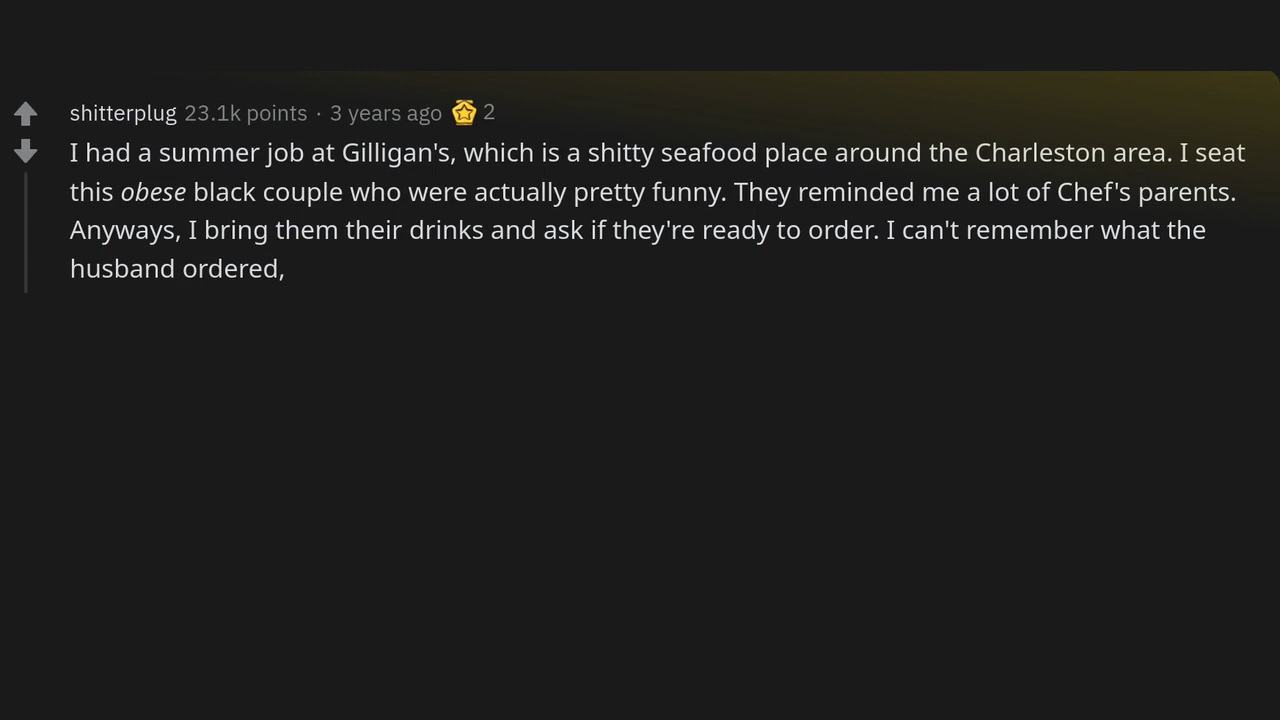 shitterplug 23.1k points · 3 years ago 2
I had a summer job at Gilligan's, which is a shitty seafood place around the Charleston area. I seat
this obese black couple who were actually pretty funny. They reminded me a lot of Chef's parents.
Anyways, I bring them their drinks and ask if they're ready to order. I can't remember what the
husband ordered,